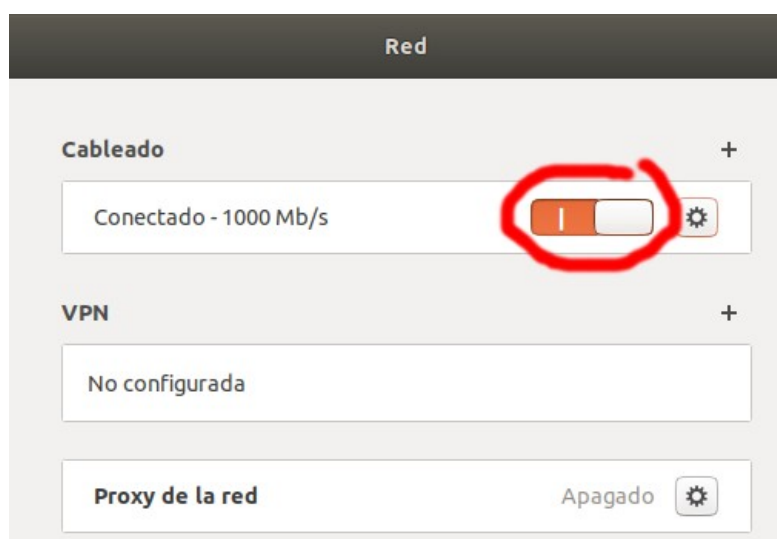 Red
Cableado +
Conectado - 1000 Mb/s
VPN +
No configurada
Proxy de la red Apagado